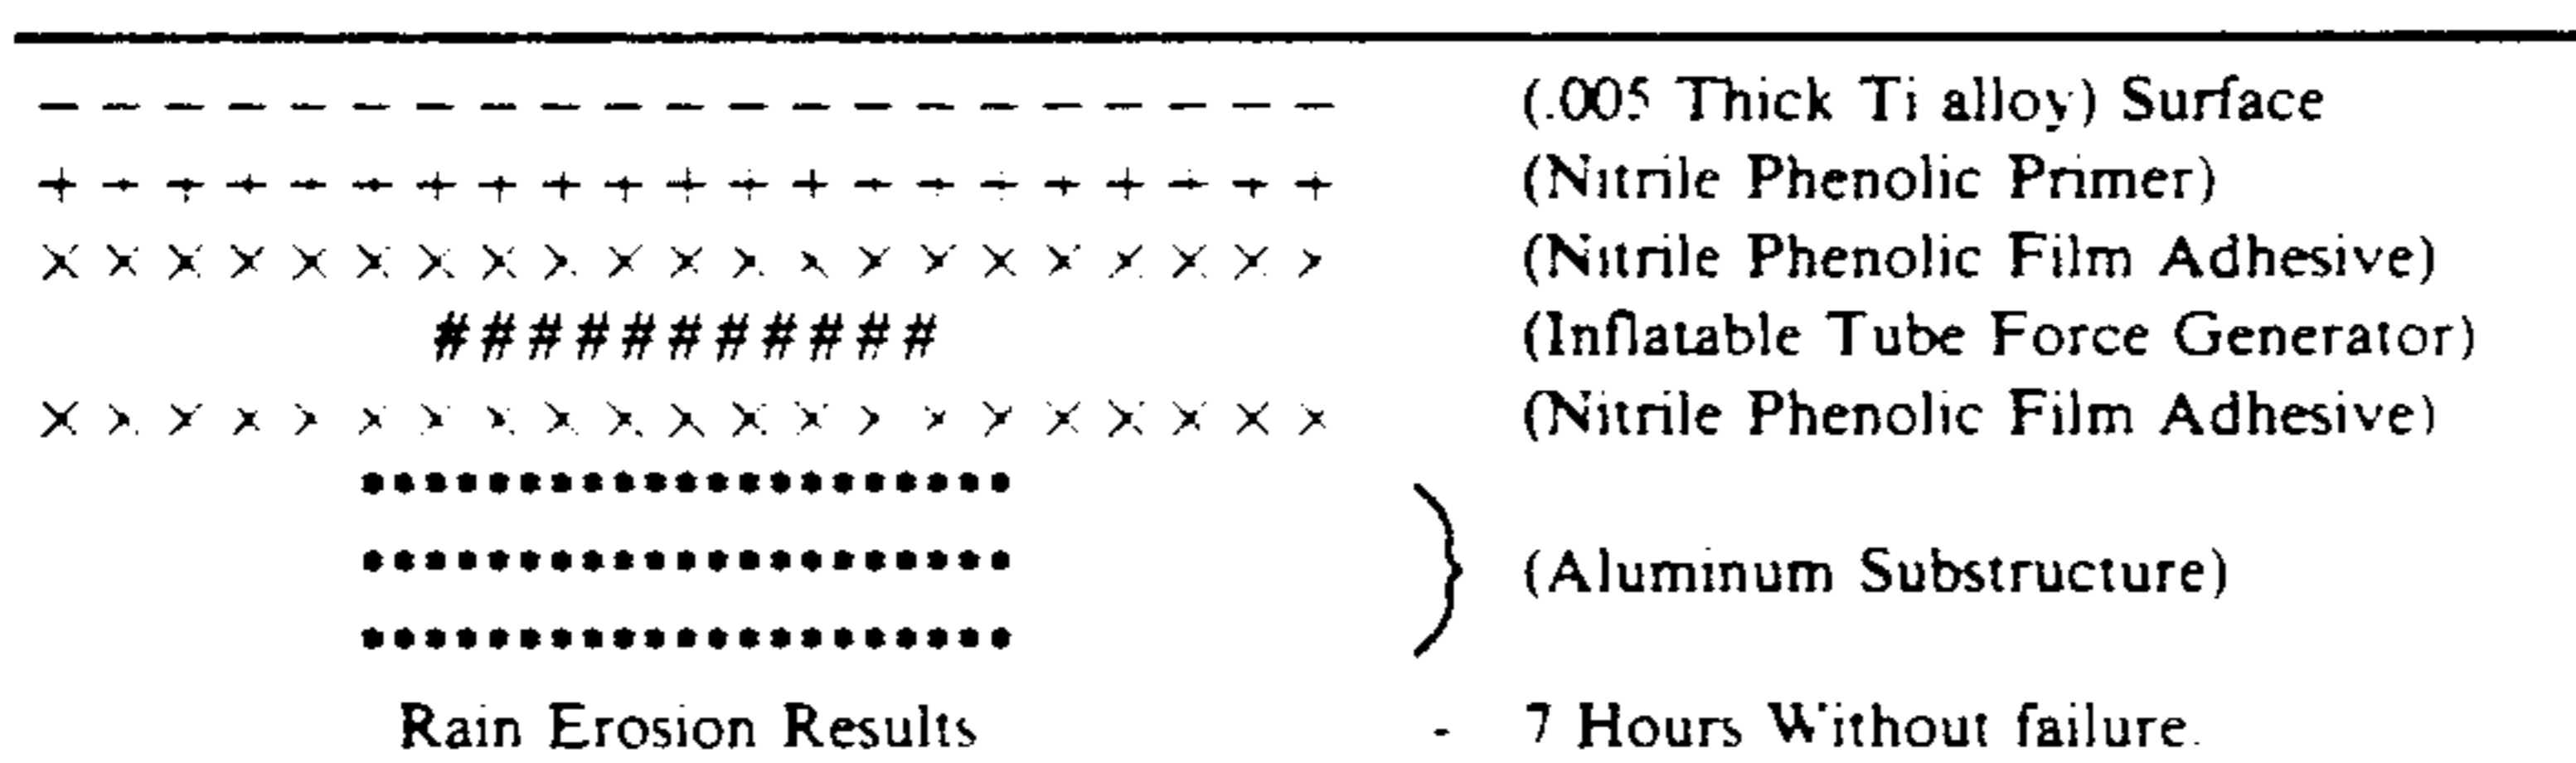 - - - - - - - - - - - - - - - - - - - - - (.005 Thick Ti alloy) Surface
+ + + + + + + + + + + + + + + + + + + + + (Nitrile Phenolic Primer)
× × × × × × × × × × × × × × × × × × × × × (Nitrile Phenolic Film Adhesive)
# # # # # # # # # # # (Inflatable Tube Force Generator)
× × × × × × × × × × × × × × × × × × × × × (Nitrile Phenolic Film Adhesive)
•••••••••••••••••••••
••••••••••••••••••••• } (Aluminum Substructure)
•••••••••••••••••••••
Rain Erosion Results - 7 Hours Without failure.